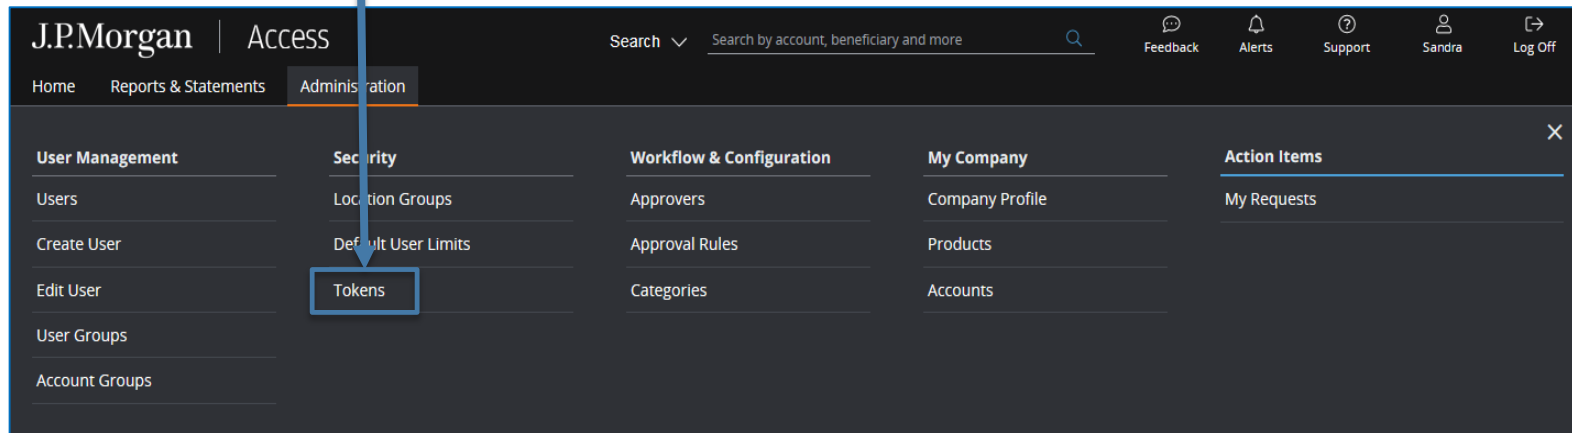 J.P.Morgan | Access
Search Search by account, beneficiary and more
Feedback Alerts Support Sandra Log Off
Home Reports & Statements Administration
User Management
Users
Create User
Edit User
User Groups
Account Groups
Security
Location Groups
Default User Limits
Tokens
Workflow & Configuration
Approvers
Approval Rules
Categories
My Company
Company Profile
Products
Accounts
Action Items
My Requests